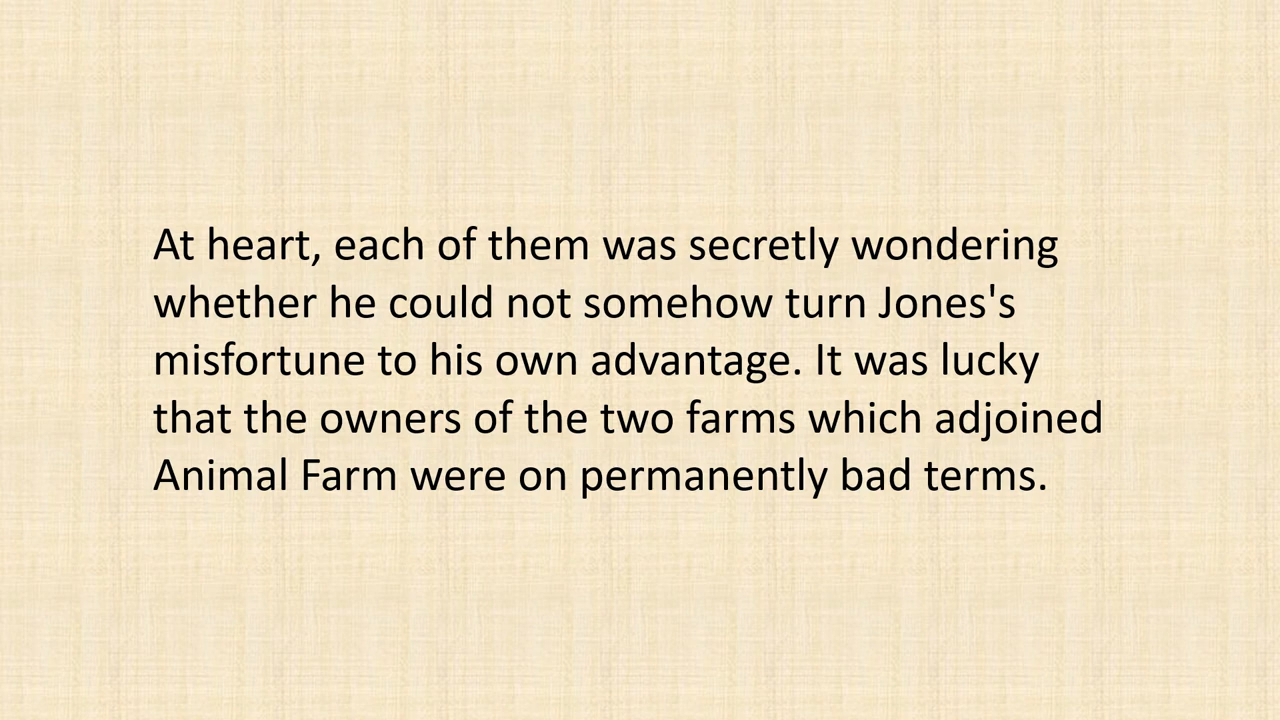 At heart, each of them was secretly wondering
whether he could not somehow turn Jones's
misfortune to his own advantage. It was lucky
that the owners of the two farms which adjoined
Animal Farm were on permanently bad terms.